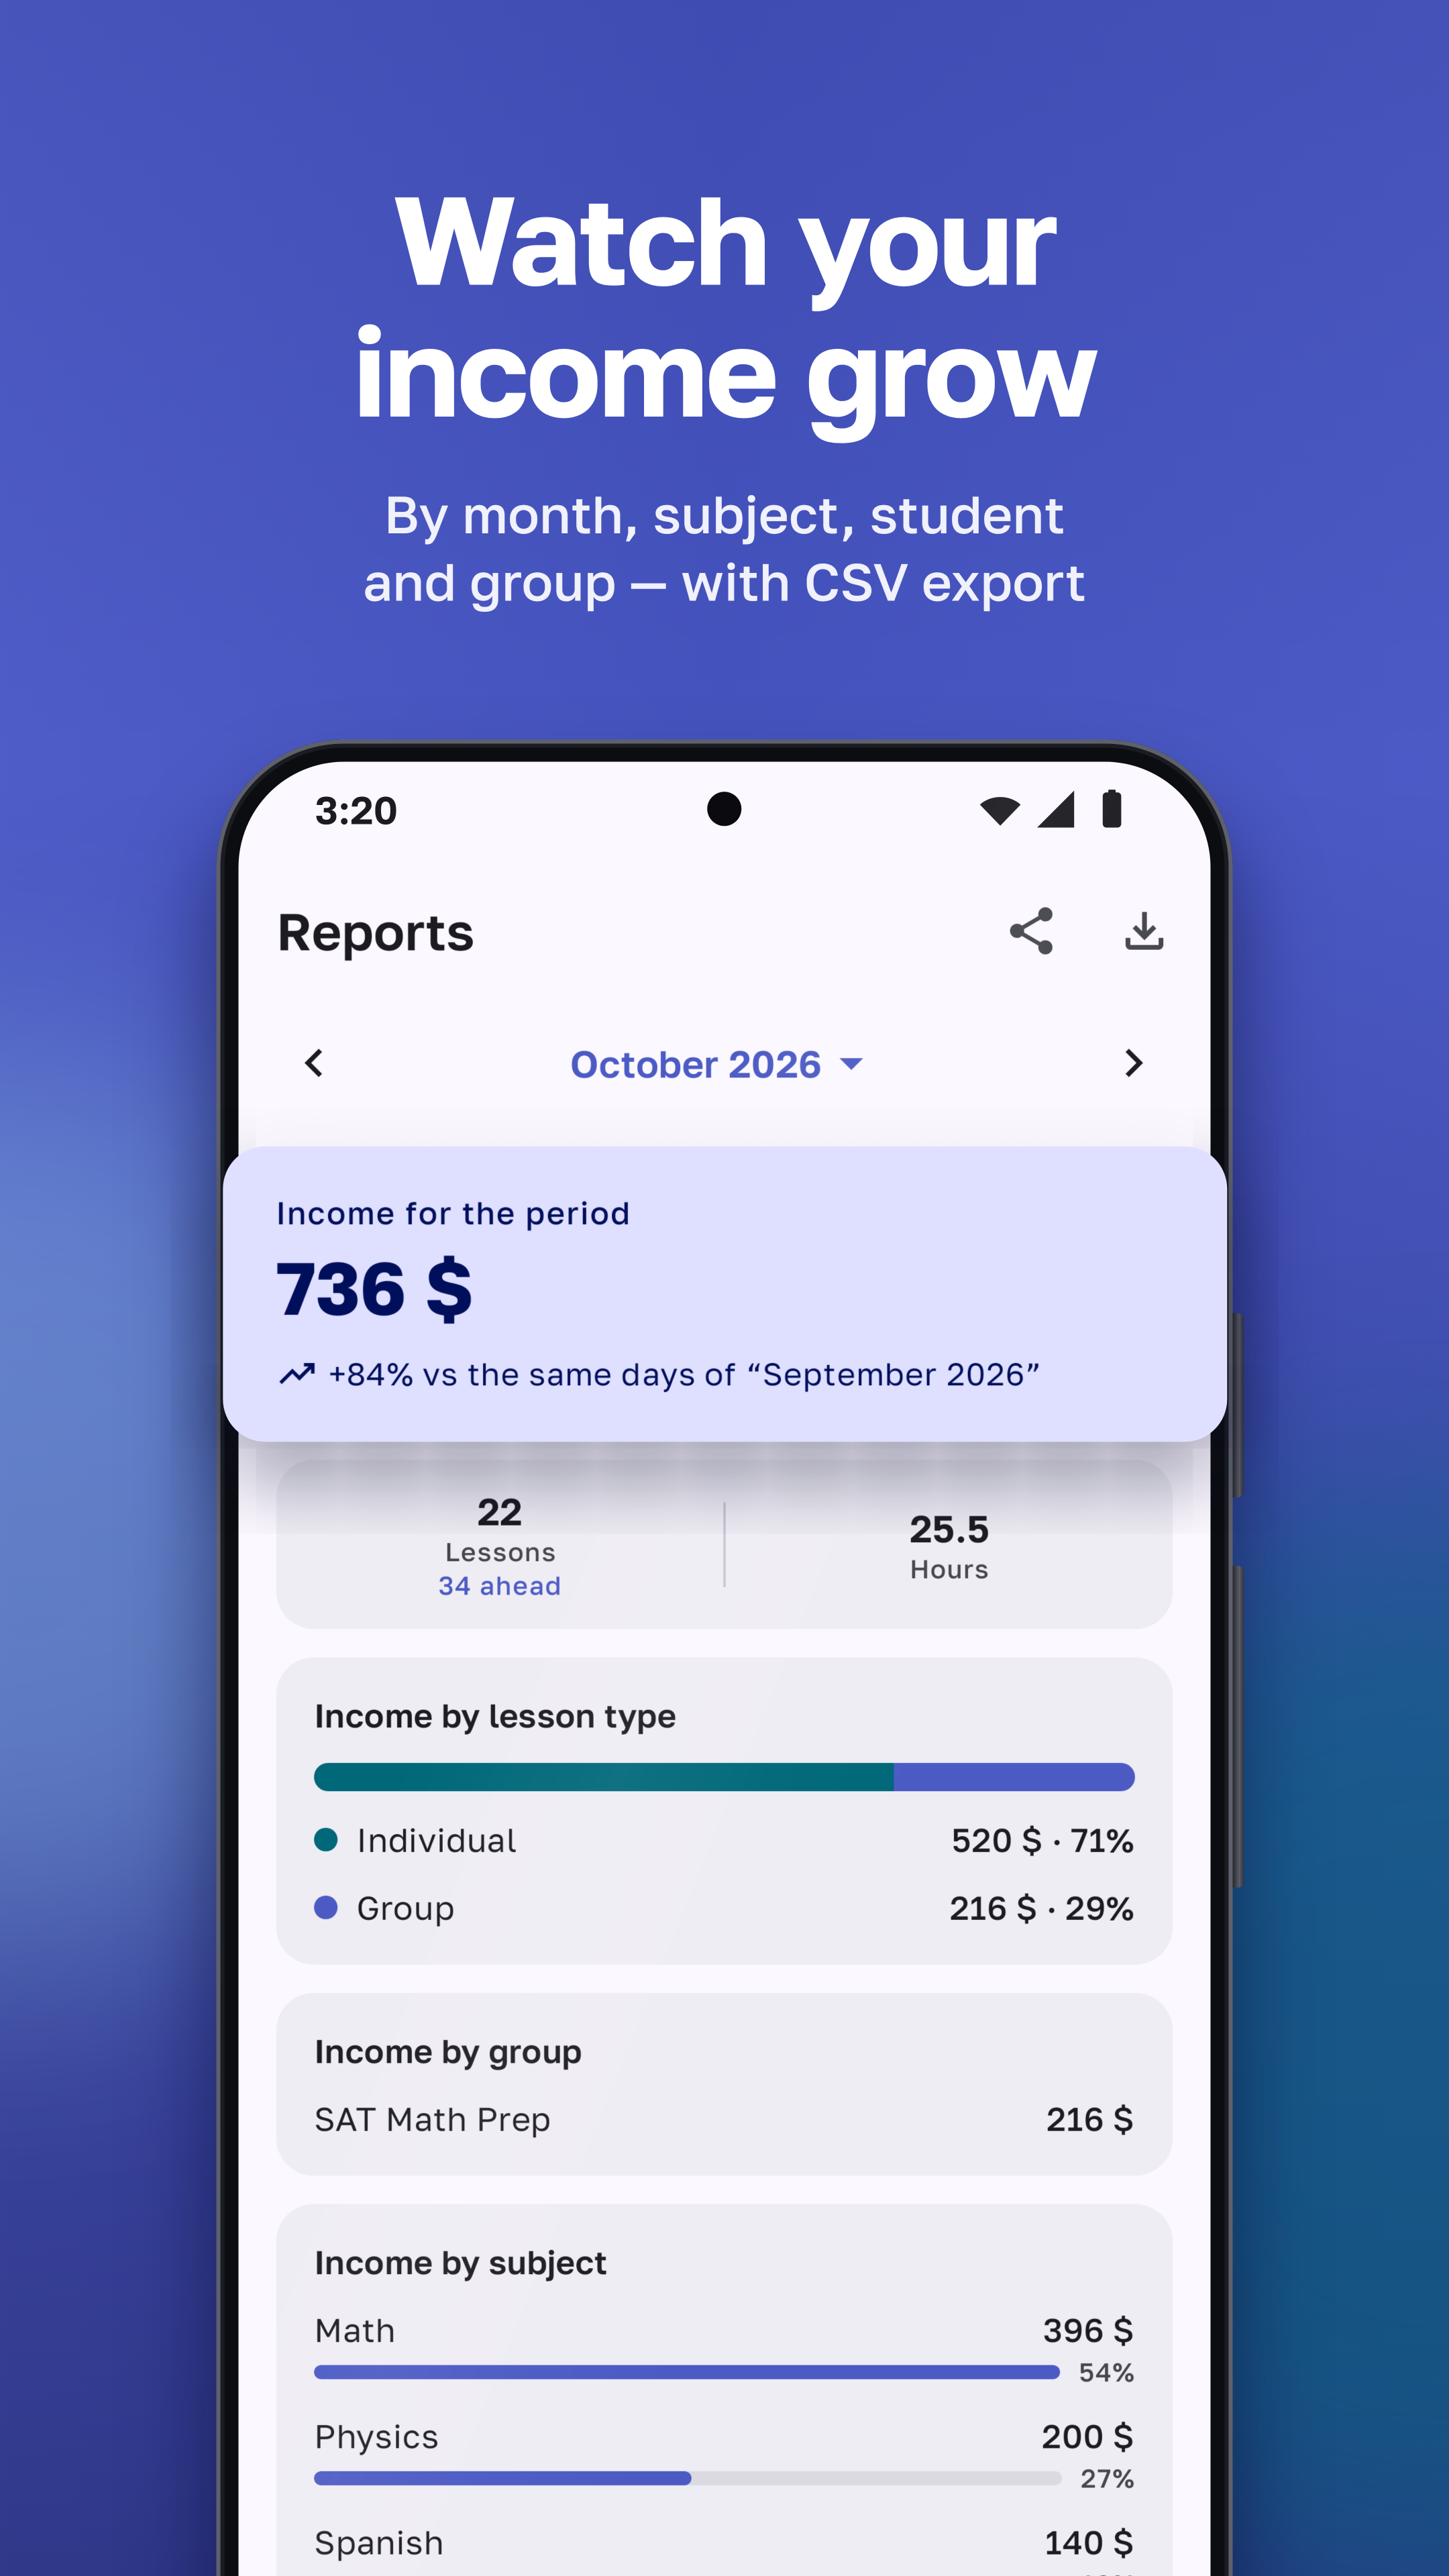 Watch your
income grow
By month, subject, student
and group — with CSV export
3:20
Reports
October 2026
Income for the period
736 $
+84% vs the same days of “September 2026”
22
Lessons
34 ahead
25.5
Hours
Income by lesson type
Individual 520 $ · 71%
Group 216 $ · 29%
Income by group
SAT Math Prep 216 $
Income by subject
Math 396 $
54%
Physics 200 $
27%
Spanish 140 $